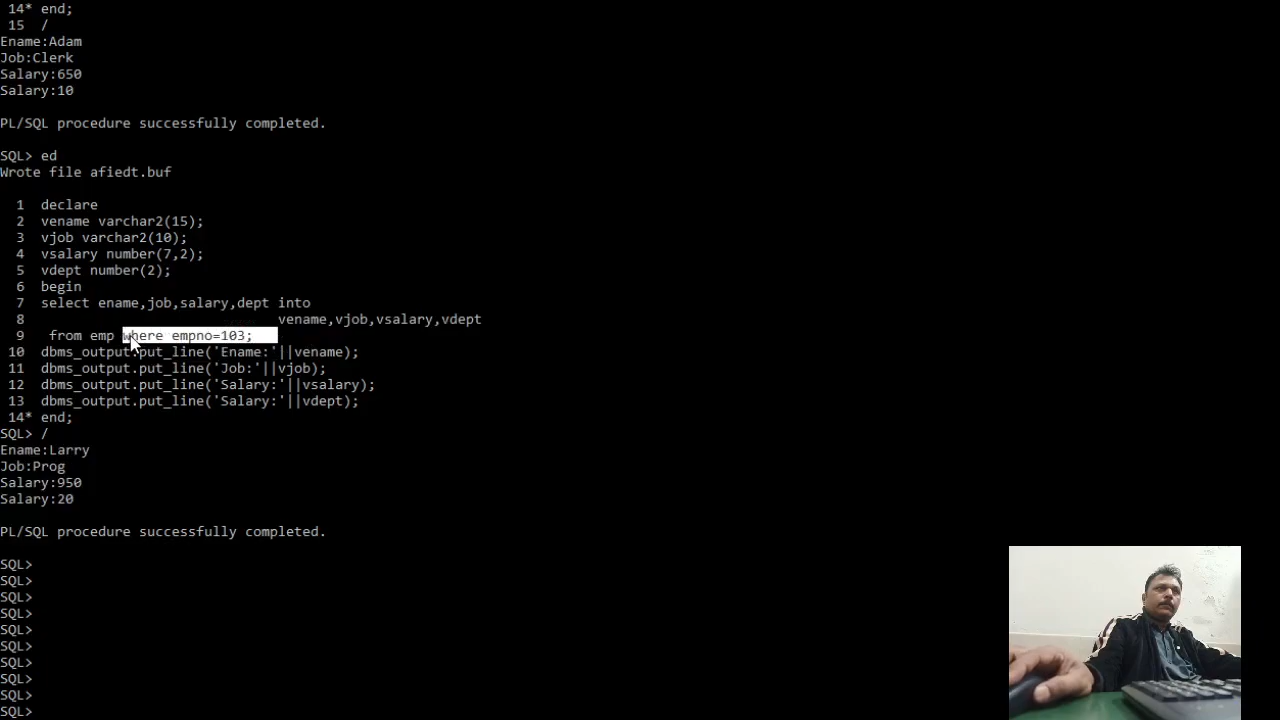 14* end;
15  /
Ename:Adam
Job:Clerk
Salary:650
Salary:10
PL/SQL procedure successfully completed.
SQL> ed
Wrote file afiedt.buf
1  declare
2  vename varchar2(15);
3  vjob varchar2(10);
4  vsalary number(7,2);
5  vdept number(2);
6  begin
7  select ename,job,salary,dept into
8                               vename,vjob,vsalary,vdept
9   from emp where empno=103;
10  dbms_output.put_line('Ename:'||vename);
11  dbms_output.put_line('Job:'||vjob);
12  dbms_output.put_line('Salary:'||vsalary);
13  dbms_output.put_line('Salary:'||vdept);
14* end;
SQL> /
Ename:Larry
Job:Prog
Salary:950
Salary:20
PL/SQL procedure successfully completed.
SQL>
SQL>
SQL>
SQL>
SQL>
SQL>
SQL>
SQL>
SQL>
SQL>